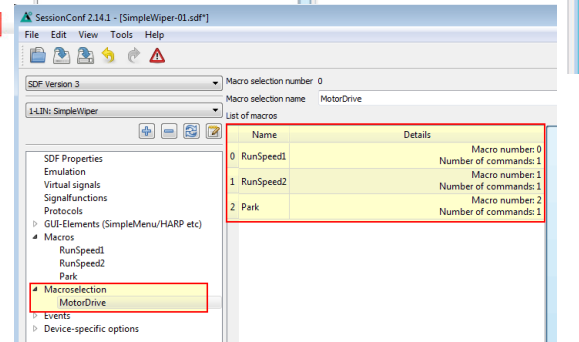 SessionConf 2.14.1 - [SimpleWiper-01.sdf*]
File Edit View Tools Help
SDF Version 3
Macro selection number 0
Macro selection name MotorDrive
1-LIN: SimpleWiper
List of macros
Name Details
0 RunSpeed1 Macro number: 0
Number of commands: 1
1 RunSpeed2 Macro number: 1
Number of commands: 1
2 Park Macro number: 2
Number of commands: 1
SDF Properties
Emulation
Virtual signals
Signalfunctions
Protocols
GUI-Elements (SimpleMenu/HARP etc)
Macros
RunSpeed1
RunSpeed2
Park
Macroselection
MotorDrive
Events
Device-specific options